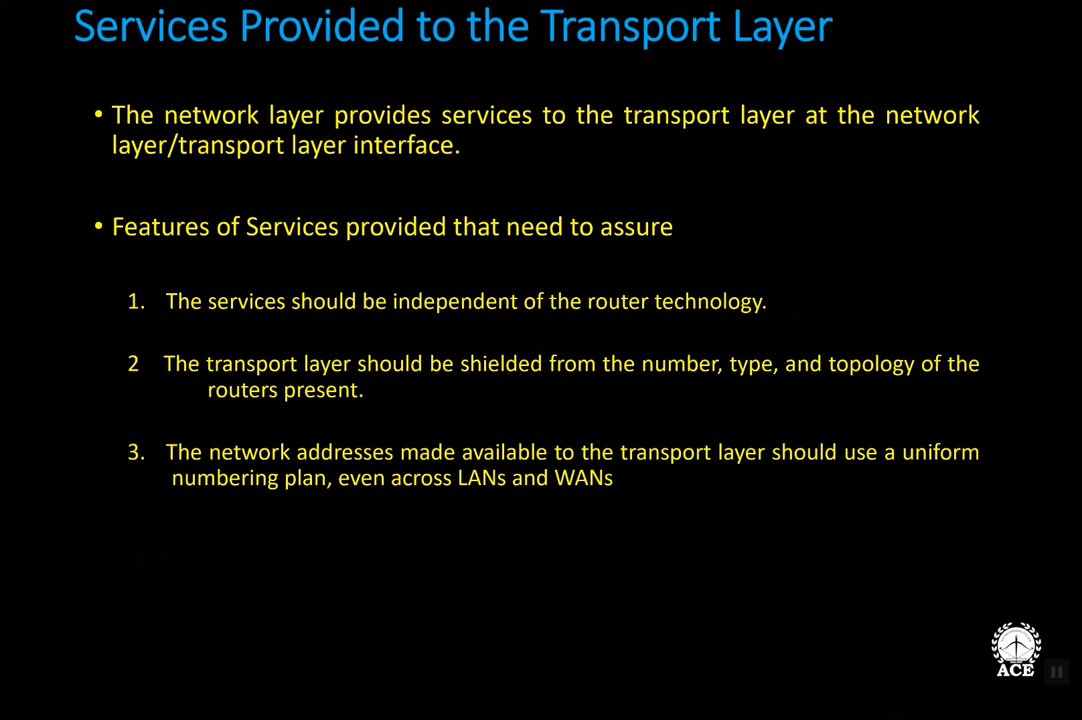 Services Provided to the Transport Layer
• The network layer provides services to the transport layer at the network
layer/transport layer interface.
• Features of Services provided that need to assure
1. The services should be independent of the router technology.
2 The transport layer should be shielded from the number, type, and topology of the
routers present.
3. The network addresses made available to the transport layer should use a uniform
numbering plan, even across LANs and WANs
ACE